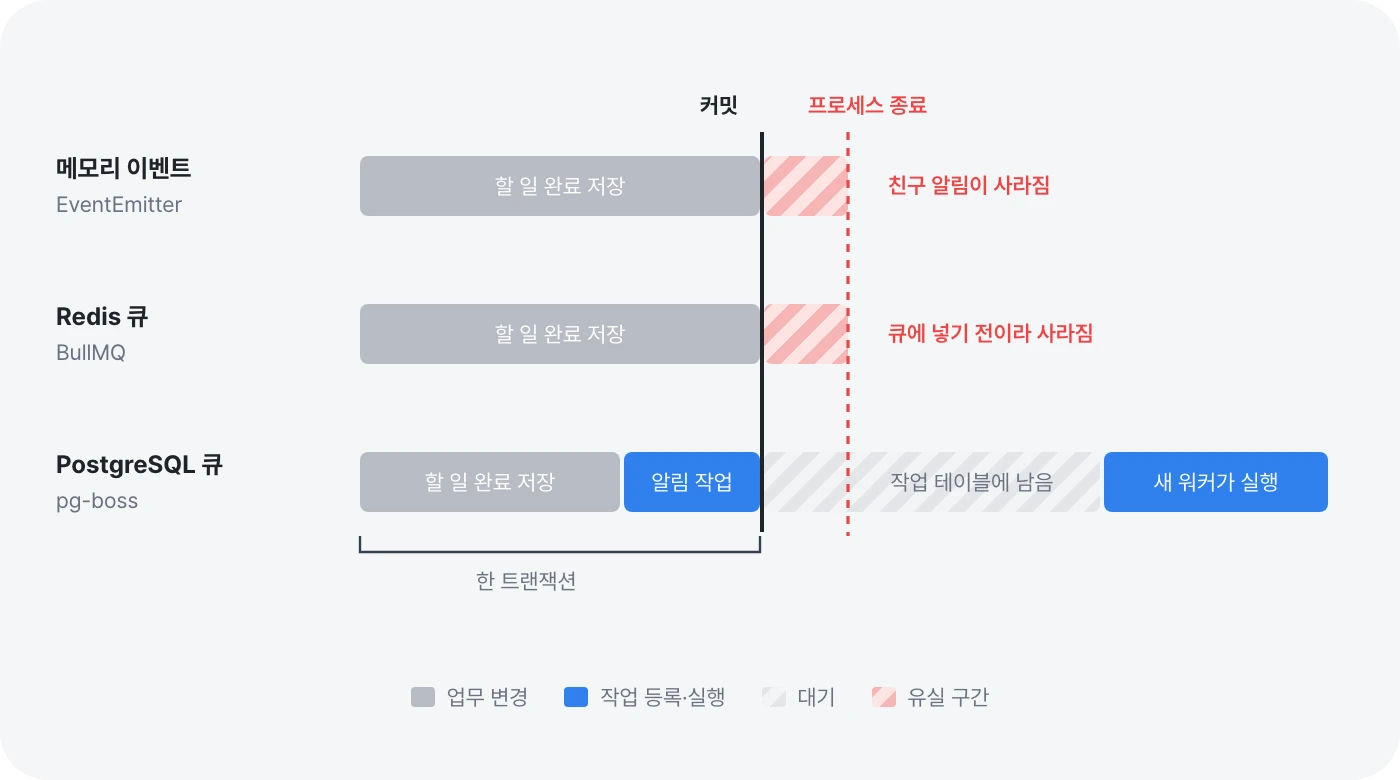 커밋
프로세스 종료
메모리 이벤트
EventEmitter
할 일 완료 저장
친구 알림이 사라짐
Redis 큐
BullMQ
할 일 완료 저장
큐에 넣기 전이라 사라짐
PostgreSQL 큐
pg-boss
할 일 완료 저장
알림 작업
작업 테이블에 남음
새 워커가 실행
한 트랜잭션
업무 변경
작업 등록·실행
대기
유실 구간